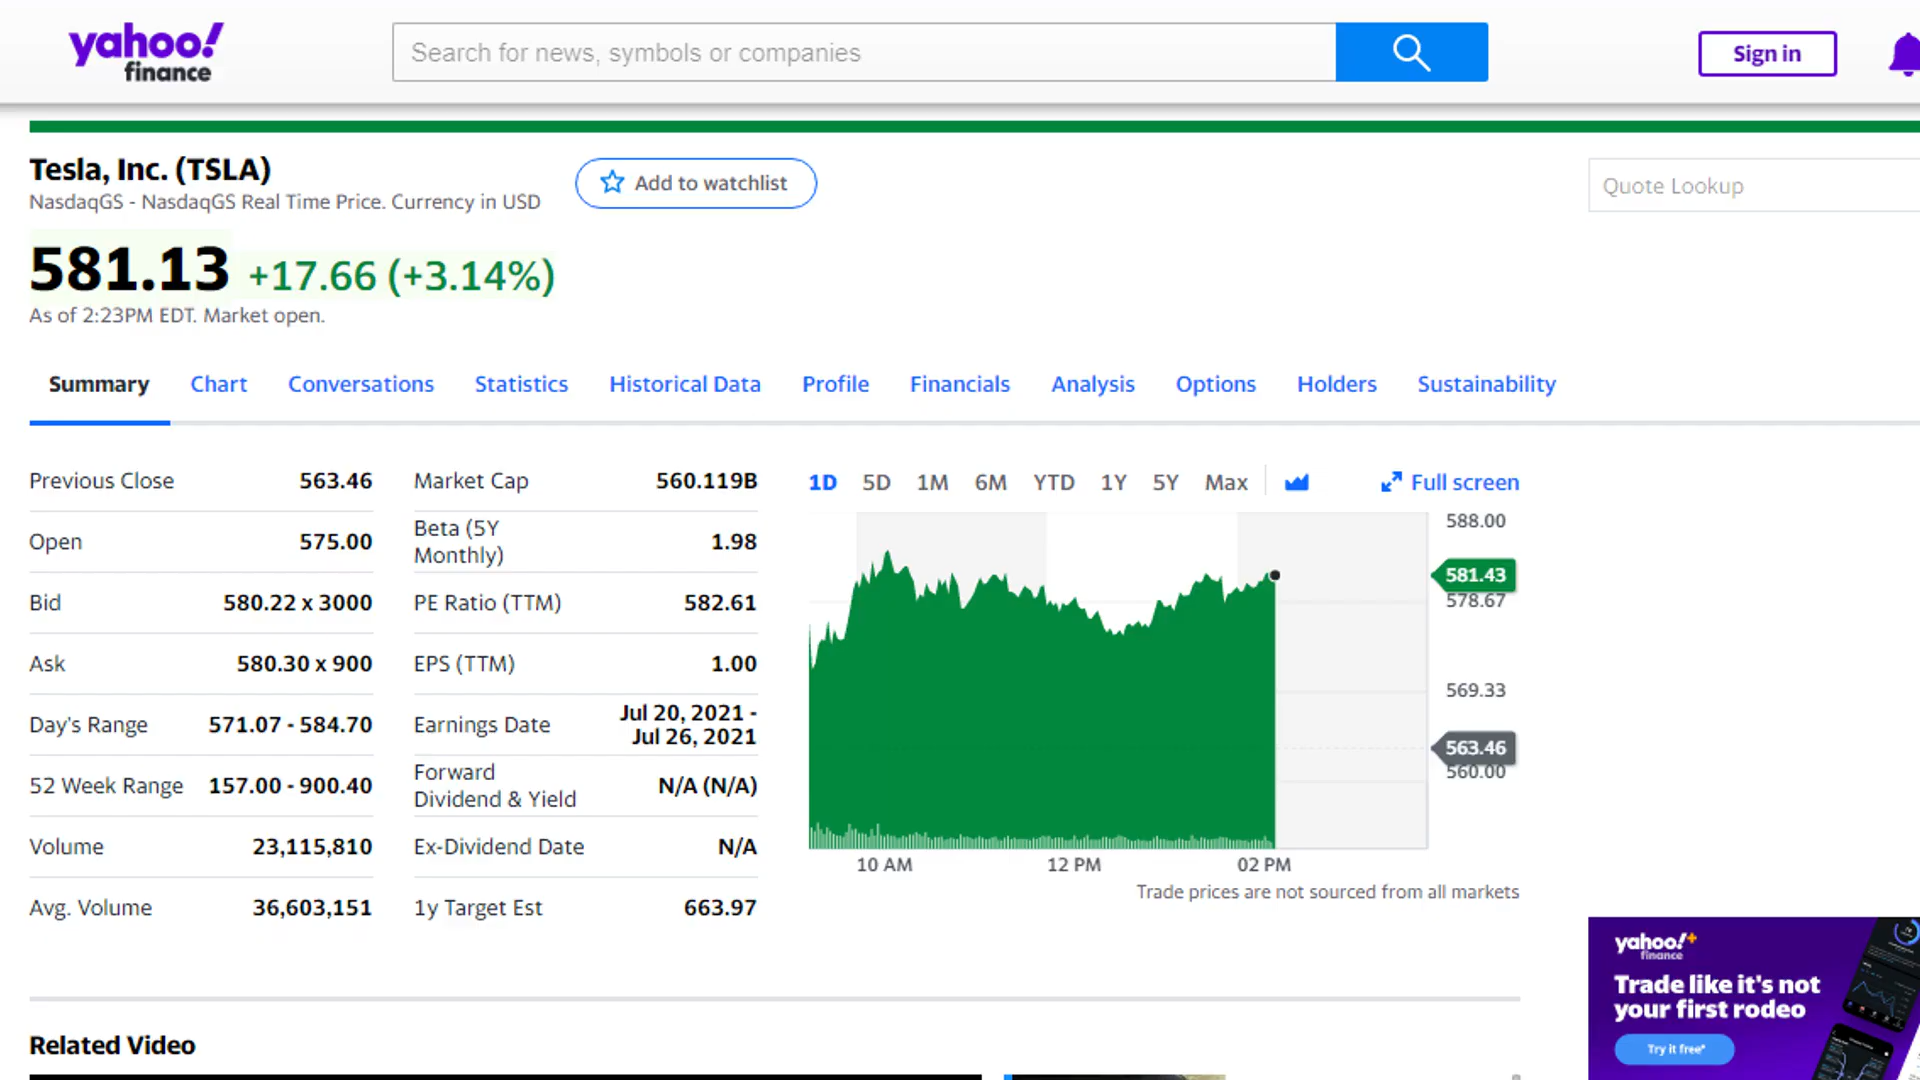 yahoo!
finance
Search for news, symbols or companies
Sign in
Tesla, Inc. (TSLA)
NasdaqGS - NasdaqGS Real Time Price. Currency in USD
Add to watchlist
Quote Lookup
581.13 +17.66 (+3.14%)
As of 2:23PM EDT. Market open.
Summary Chart Conversations Statistics Historical Data Profile Financials Analysis Options Holders Sustainability
Previous Close 563.46
Open 575.00
Bid 580.22 x 3000
Ask 580.30 x 900
Day's Range 571.07 - 584.70
52 Week Range 157.00 - 900.40
Volume 23,115,810
Avg. Volume 36,603,151
Market Cap 560.119B
Beta (5Y
Monthly) 1.98
PE Ratio (TTM) 582.61
EPS (TTM) 1.00
Earnings Date Jul 20, 2021 -
Jul 26, 2021
Forward
Dividend & Yield N/A (N/A)
Ex-Dividend Date N/A
1y Target Est 663.97
1D 5D 1M 6M YTD 1Y 5Y Max Full screen
588.00
581.43
578.67
569.33
563.46
560.00
10 AM 12 PM 02 PM
Trade prices are not sourced from all markets
yahoo!+
finance
Trade like it's not
your first rodeo
Try it free*
Related Video